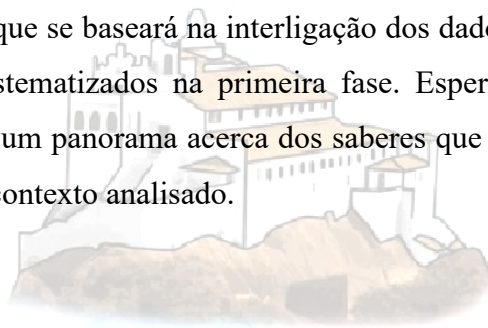 que se baseará na interligação dos dado
stematizados na primeira fase. Esper
um panorama acerca dos saberes que
ontexto analisado.